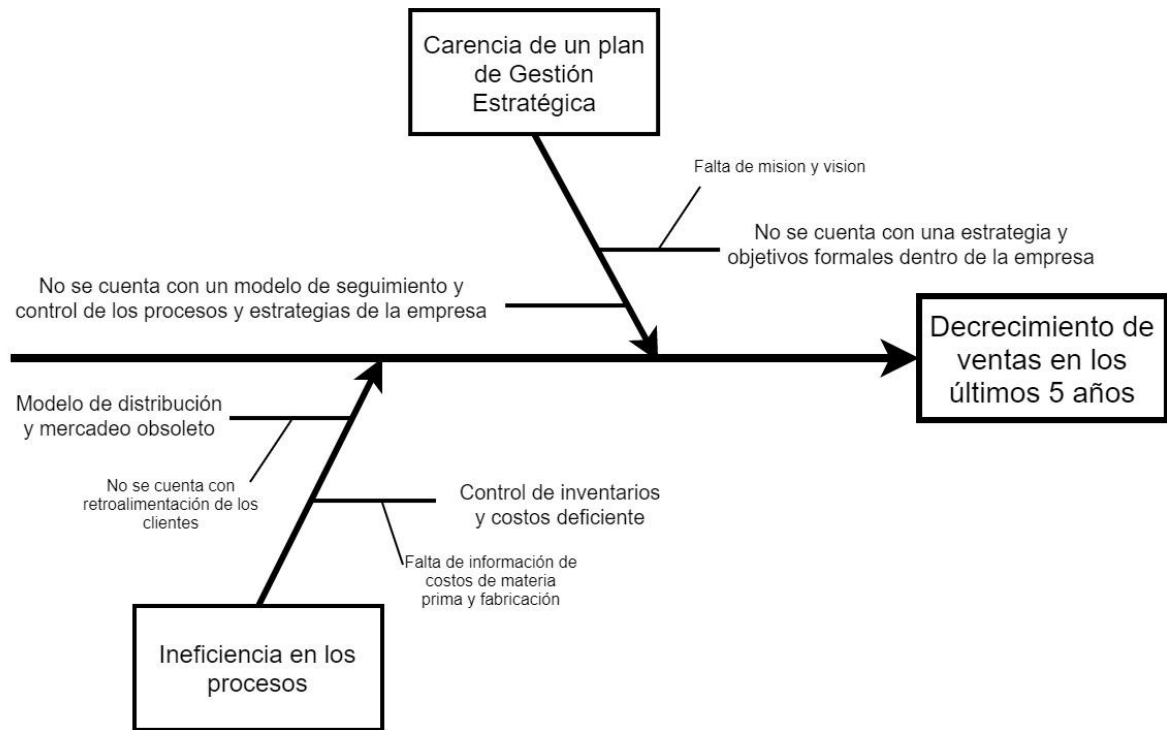 Carencia de un plan
de Gestión
Estratégica
Falta de mision y vision
No se cuenta con una estrategia y
objetivos formales dentro de la empresa
No se cuenta con un modelo de seguimiento y
control de los procesos y estrategias de la empresa
Decrecimiento de
ventas en los
últimos 5 años
Modelo de distribución
y mercadeo obsoleto
No se cuenta con
retroalimentación de los
clientes
Control de inventarios
y costos deficiente
Falta de información de
costos de materia
prima y fabricación
Ineficiencia en los
procesos